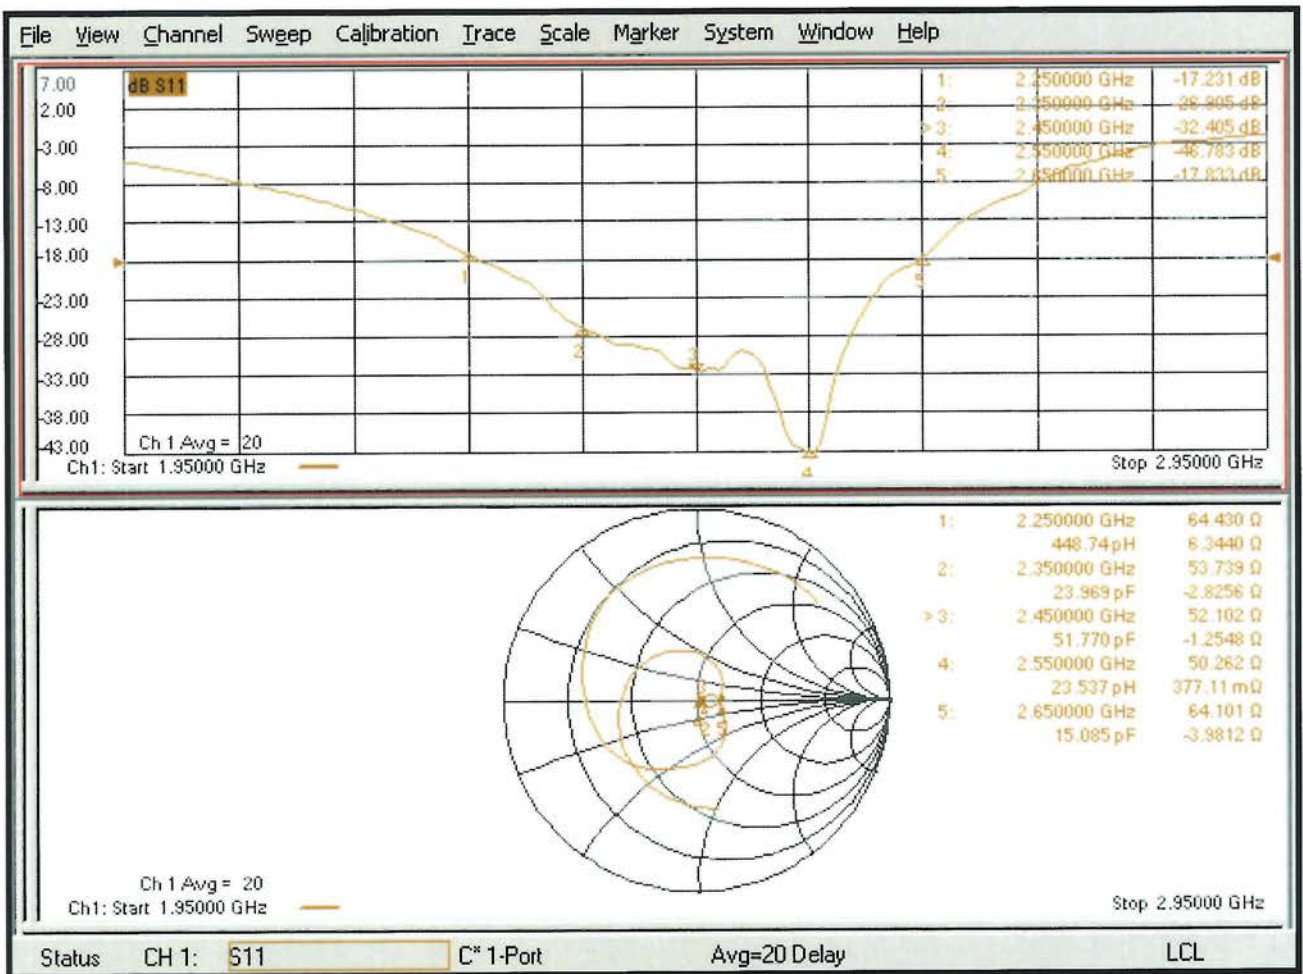 File View Channel Sweep Calibration Trace Scale Marker System Window Help
7.00
dB S11
2.00
-3.00
-8.00
-13.00
-18.00
-23.00
-28.00
-33.00
-38.00
-43.00
1: 2.250000 GHz -17.231 dB
2: 2.350000 GHz -28.805 dB
> 3: 2.450000 GHz -32.405 dB
4: 2.550000 GHz -46.783 dB
5: 2.650000 GHz -17.833 dB
1
2
3
4
5
Ch 1 Avg = 20
Ch1: Start 1.95000 GHz
Stop 2.95000 GHz
1: 2.250000 GHz 64.430 Ω
448.74 pH 6.3440 Ω
2: 2.350000 GHz 53.739 Ω
23.969 pF -2.8256 Ω
> 3: 2.450000 GHz 52.102 Ω
51.770 pF -1.2548 Ω
4: 2.550000 GHz 50.262 Ω
23.537 pH 377.11 mΩ
5: 2.650000 GHz 64.101 Ω
15.085 pF -3.9812 Ω
Ch 1 Avg = 20
Ch1: Start 1.95000 GHz
Stop 2.95000 GHz
Status CH 1: S11 C* 1-Port Avg=20 Delay LCL